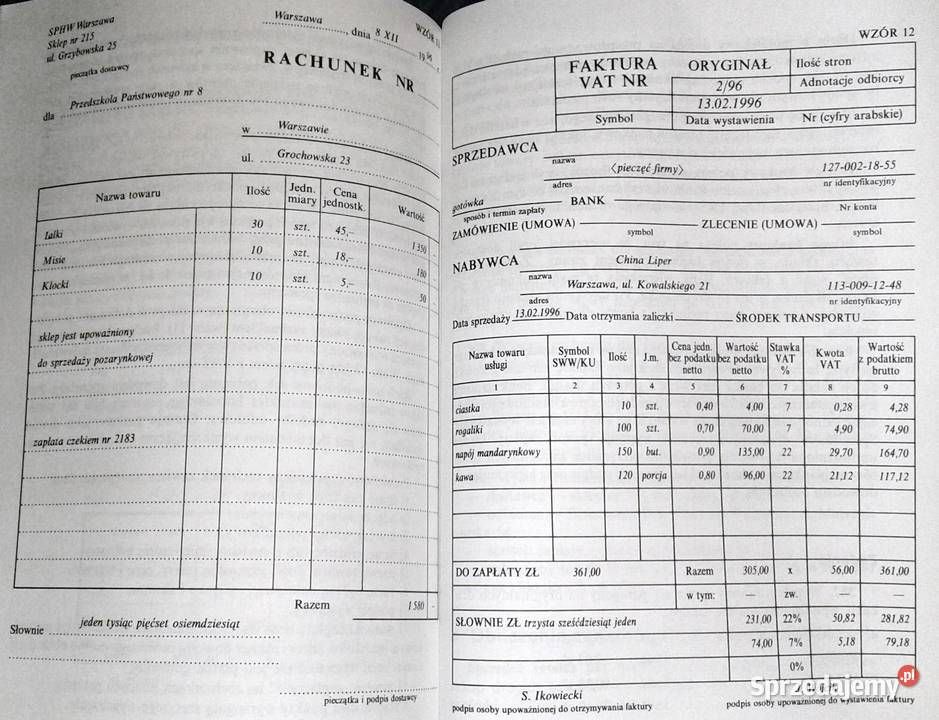 SPHW Warszawa
Sklep nr 215
ul. Grzybowska 25
pieczątka dostawcy
Warszawa, dnia 8 XII 19 96
WZÓR 11
RACHUNEK NR
dla Przedszkola Państwowego nr 8
w Warszawie
ul. Grochowska 23
Nazwa towaru Ilość Jedn. miary Cena jednostk. Wartość
Lalki 30 szt. 45,– 1 350
Misie 10 szt. 18,– 180
Klocki 10 szt. 5,– 50
sklep jest upoważniony
do sprzedaży pozarynkowej
zapłata czekiem nr 2183
Razem 1 580 -
Słownie jeden tysiąc pięćset osiemdziesiąt
pieczątka i podpis dostawcy
WZÓR 12
FAKTURA VAT NR ORYGINAŁ Ilość stron
2/96 Adnotacje odbiorcy
13.02.1996
Symbol Data wystawienia Nr (cyfry arabskie)
SPRZEDAWCA
nazwa
(pieczęć firmy) 127-002-18-55
adres nr identyfikacyjny
gotówka BANK
sposób i termin zapłaty Nr konta
ZAMÓWIENIE (UMOWA) ZLECENIE (UMOWA)
symbol symbol
NABYWCA China Liper
nazwa
Warszawa, ul. Kowalskiego 21 113-009-12-48
adres nr identyfikacyjny
Data sprzedaży 13.02.1996 Data otrzymania zaliczki ŚRODEK TRANSPORTU
Nazwa towaru usługi Symbol SWW/KU Ilość J.m. Cena jedn. bez podatku netto Wartość bez podatku netto Stawka VAT % Kwota VAT Wartość z podatkiem brutto
1 2 3 4 5 6 7 8 9
ciastka 10 szt. 0,40 4,00 7 0,28 4,28
rogaliki 100 szt. 0,70 70,00 7 4,90 74,90
napój mandarynkowy 150 but. 0,90 135,00 22 29,70 164,70
kawa 120 porcja 0,80 96,00 22 21,12 117,12
DO ZAPŁATY ZŁ 361,00 Razem 305,00 x 56,00 361,00
w tym: — zw. — —
SŁOWNIE ZŁ trzysta sześćdziesiąt jeden 231,00 22% 50,82 281,82
74,00 7% 5,18 79,18
0%
S. Ikowiecki
podpis osoby upoważnionej do otrzymywania faktury
podpis osoby upoważnionej do wystawienia faktury
Sprzedajemy.pl